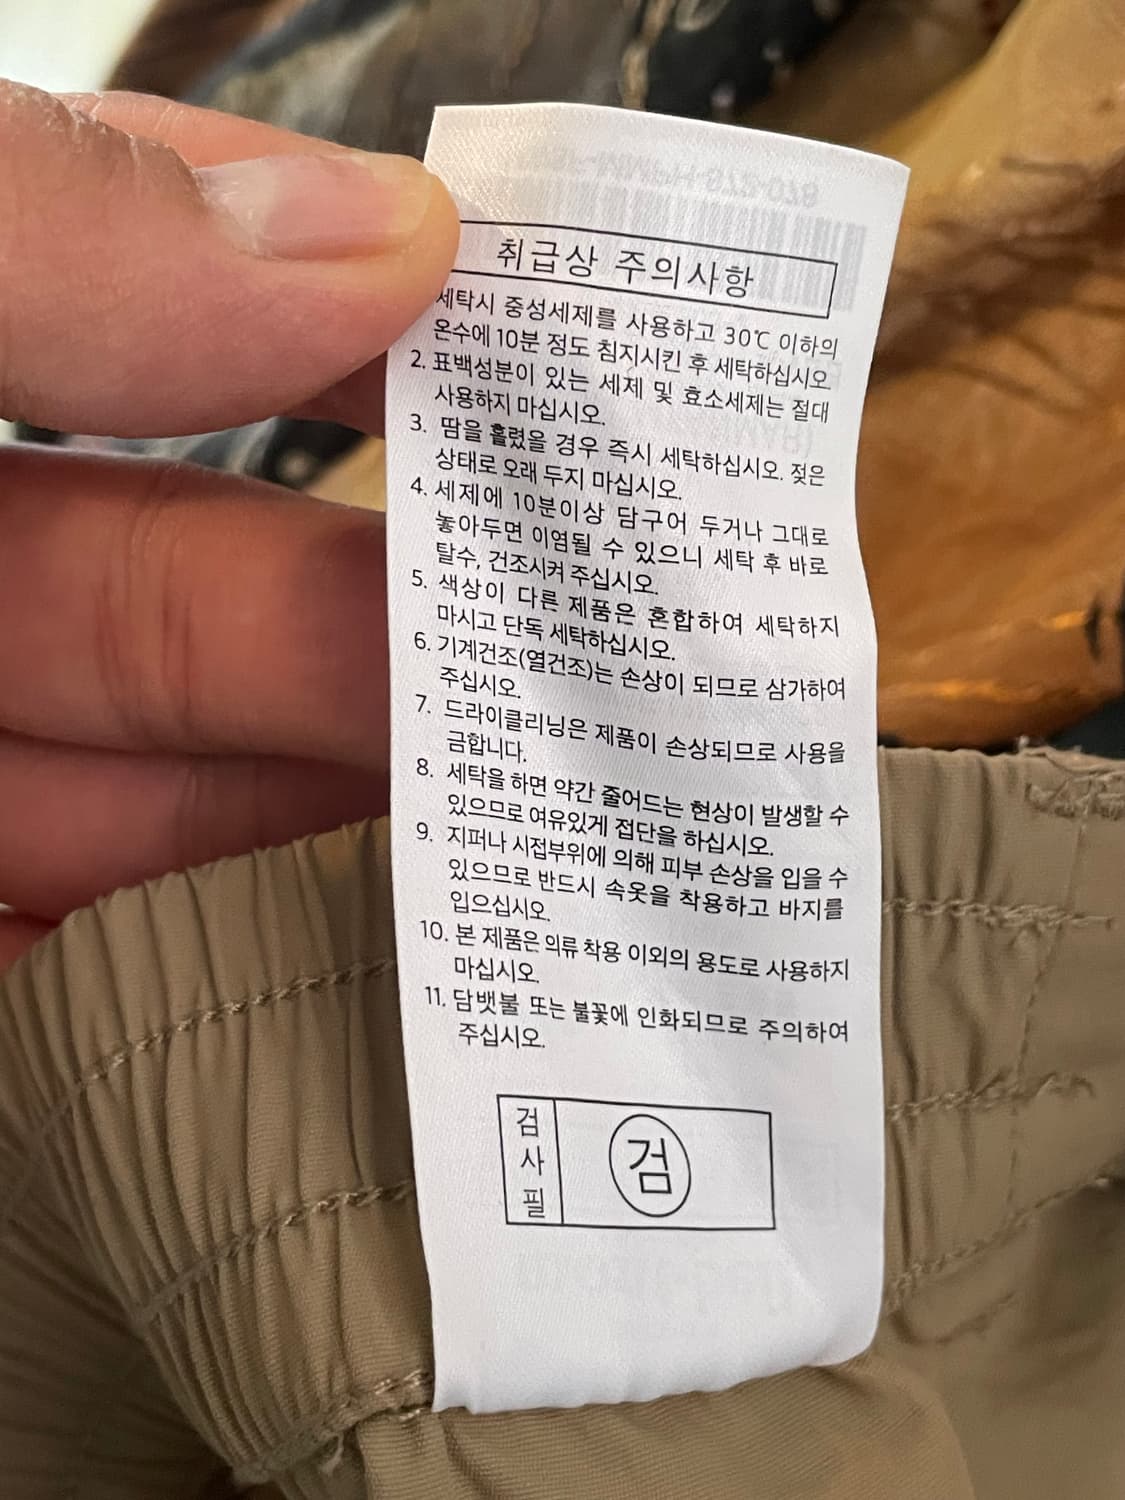 취급상 주의사항
세탁시 중성세제를 사용하고 30℃ 이하의
온수에 10분 정도 침지시킨 후 세탁하십시오
2. 표백성분이 있는 세제 및 효소세제는 절대
사용하지 마십시오.
3. 땀을 흘렸을 경우 즉시 세탁하십시오. 젖은
상태로 오래 두지 마십시오.
4. 세제에 10분이상 담구어 두거나 그대로
놓아두면 이염될 수 있으니 세탁 후 바로
탈수, 건조시켜 주십시오.
5. 색상이 다른 제품은 혼합하여 세탁하지
마시고 단독 세탁하십시오.
6. 기계건조(열건조)는 손상이 되므로 삼가하여
주십시오.
7. 드라이클리닝은 제품이 손상되므로 사용을
금합니다.
8. 세탁을 하면 약간 줄어드는 현상이 발생할 수
있으므로 여유있게 접단을 하십시오.
9. 지퍼나 시접부위에 의해 피부 손상을 입을 수
있으므로 반드시 속옷을 착용하고 바지를
입으십시오.
10. 본 제품은 의류 착용 이외의 용도로 사용하지
마십시오.
11. 담뱃불 또는 불꽃에 인화되므로 주의하여
주십시오.
검사필
검